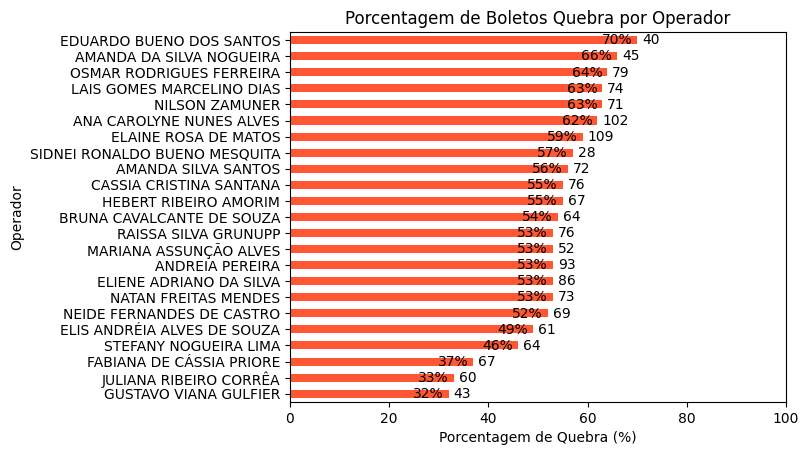 Porcentagem de Boletos Quebra por Operador
EDUARDO BUENO DOS SANTOS 70% 40
AMANDA DA SILVA NOGUEIRA 66% 45
OSMAR RODRIGUES FERREIRA 64% 79
LAIS GOMES MARCELINO DIAS 63% 74
NILSON ZAMUNER 63% 71
ANA CAROLYNE NUNES ALVES 62% 102
ELAINE ROSA DE MATOS 59% 109
SIDNEI RONALDO BUENO MESQUITA 57% 28
AMANDA SILVA SANTOS 56% 72
CASSIA CRISTINA SANTANA 55% 76
HEBERT RIBEIRO AMORIM 55% 67
BRUNA CAVALCANTE DE SOUZA 54% 64
RAISSA SILVA GRUNUPP 53% 76
MARIANA ASSUNÇÃO ALVES 53% 52
ANDREIA PEREIRA 53% 93
ELIENE ADRIANO DA SILVA 53% 86
NATAN FREITAS MENDES 53% 73
NEIDE FERNANDES DE CASTRO 52% 69
ELIS ANDRÉIA ALVES DE SOUZA 49% 61
STEFANY NOGUEIRA LIMA 46% 64
FABIANA DE CÁSSIA PRIORE 37% 67
JULIANA RIBEIRO CORRÊA 33% 60
GUSTAVO VIANA GULFIER 32% 43
Operador
0 20 40 60 80 100
Porcentagem de Quebra (%)